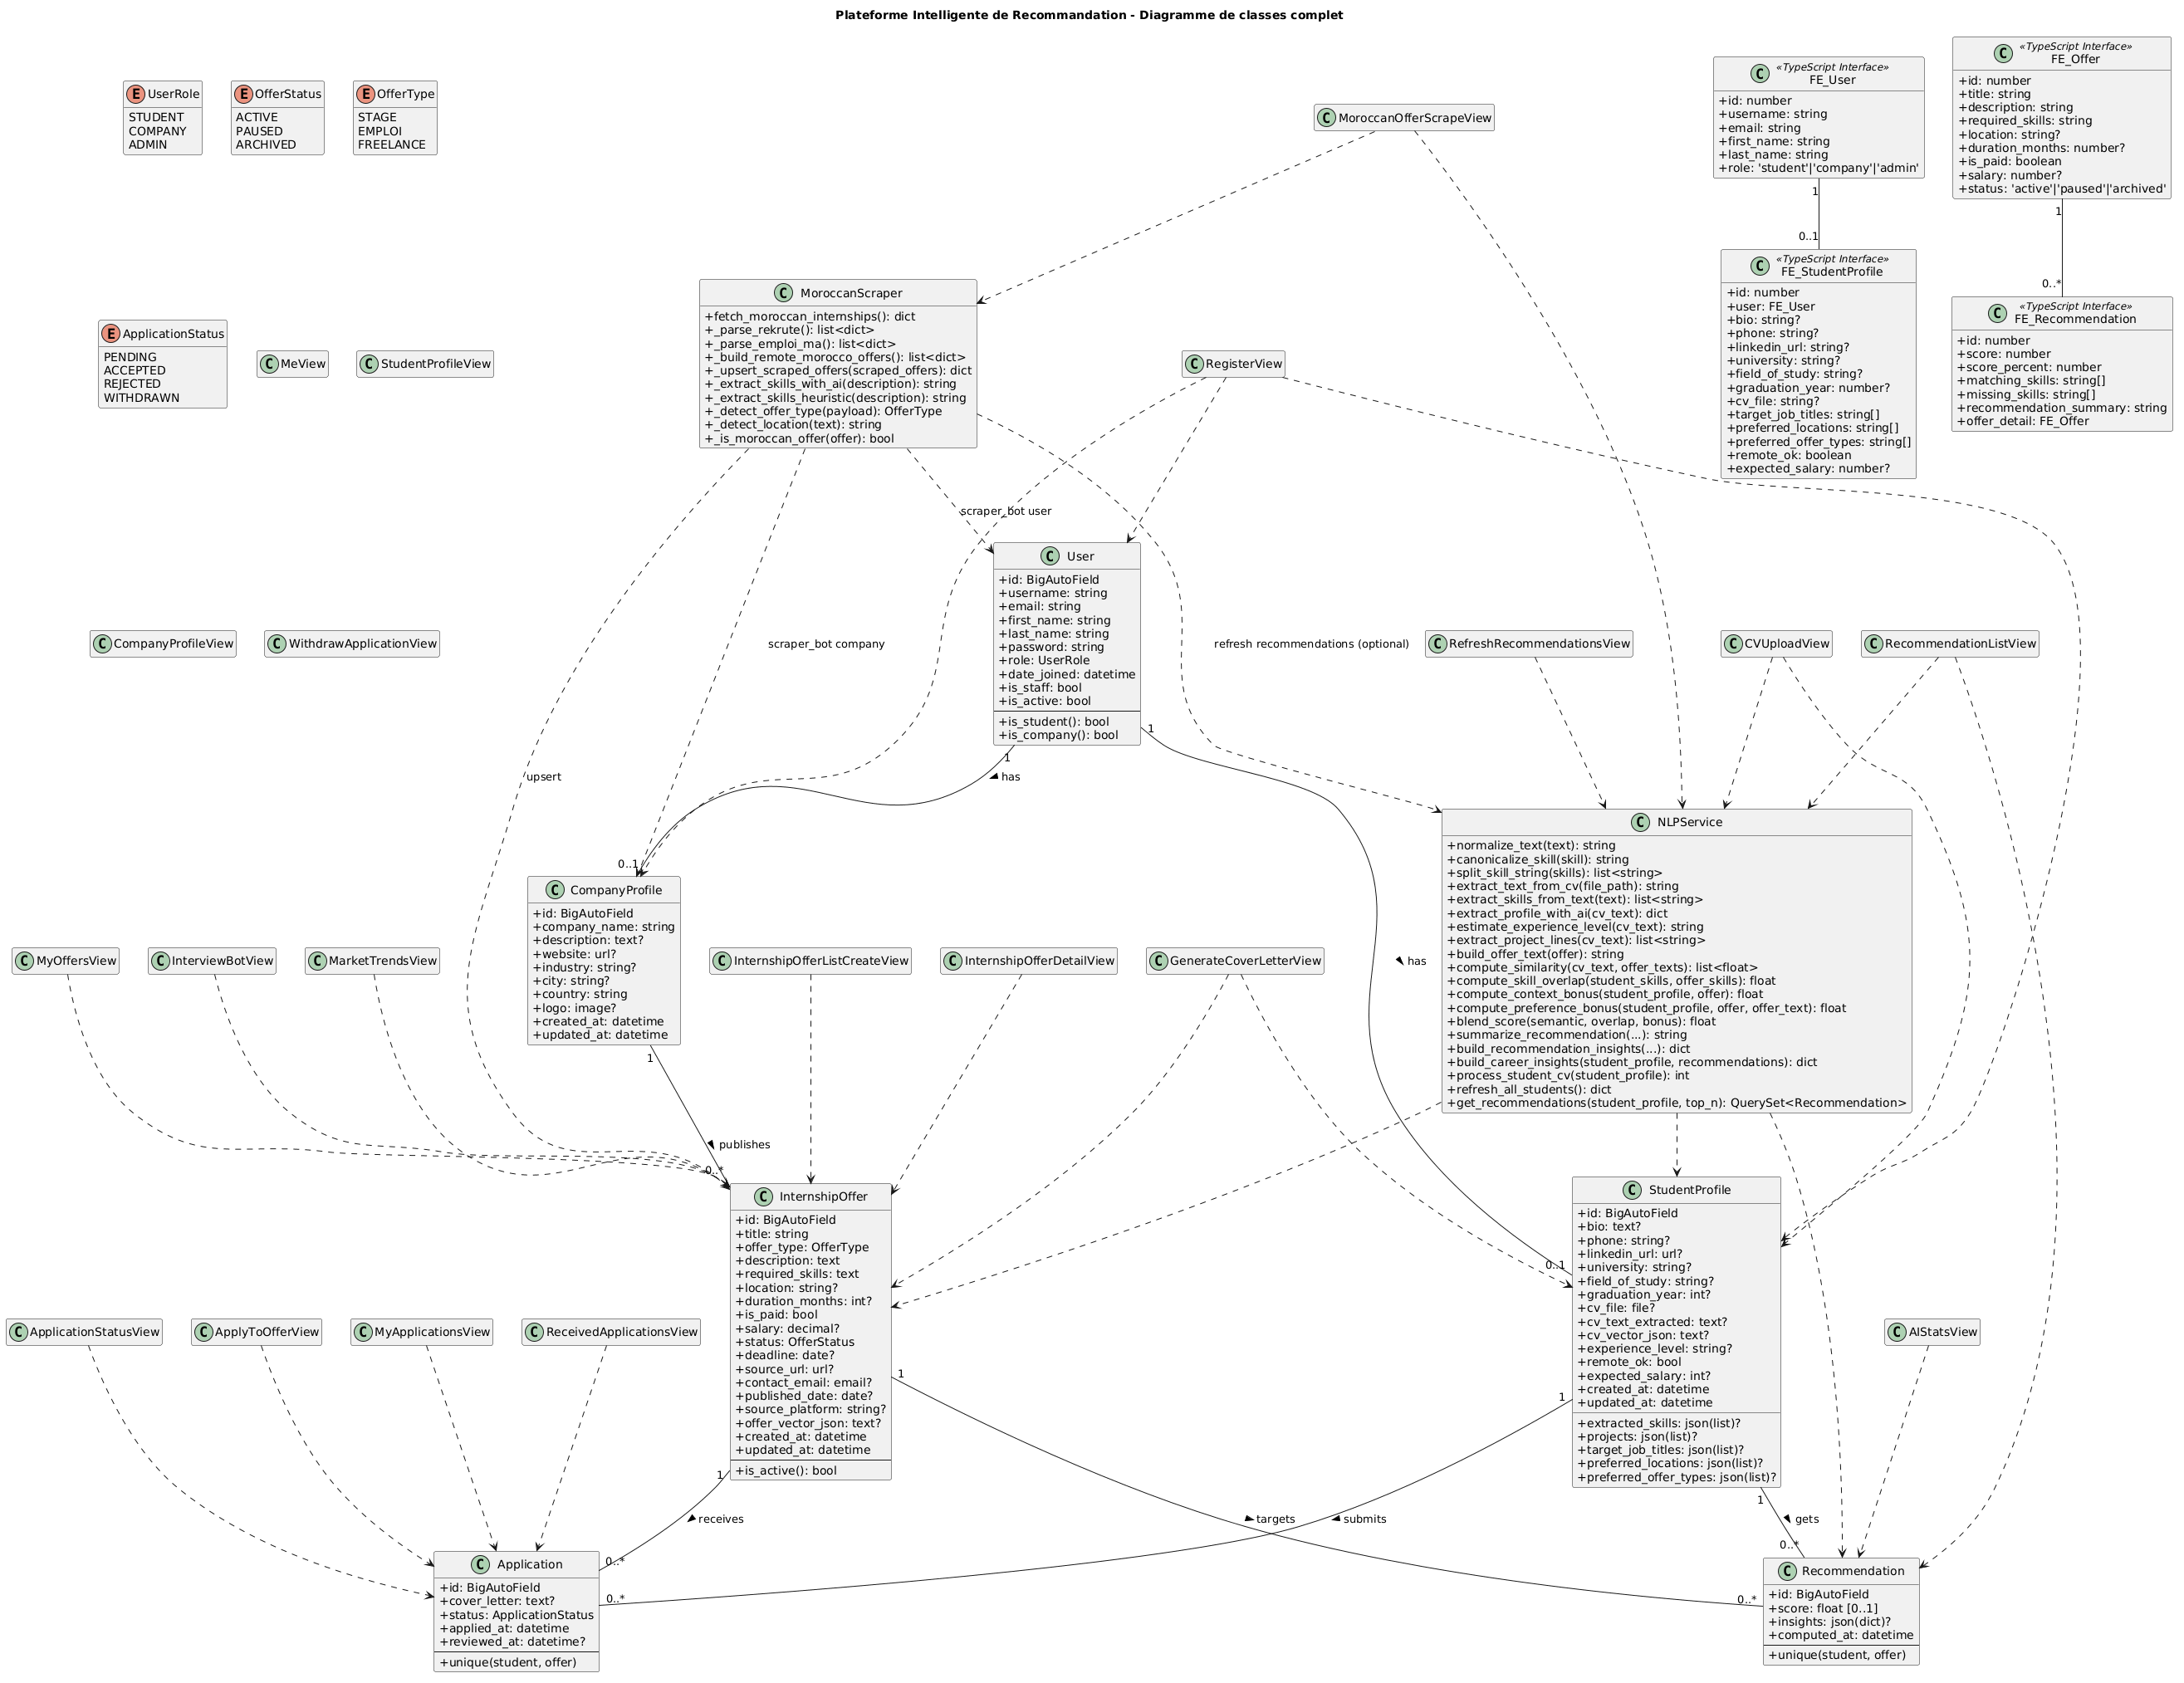 Plateforme Intelligente de Recommandation - Diagramme de classes complet
E UserRole
STUDENT
COMPANY
ADMIN
E OfferStatus
ACTIVE
PAUSED
ARCHIVED
E OfferType
STAGE
EMPLOI
FREELANCE
C MoroccanOfferScrapeView
C «TypeScript Interface»
FE_User
+id: number
+username: string
+email: string
+first_name: string
+last_name: string
+role: 'student'|'company'|'admin'
1
0..1
C «TypeScript Interface»
FE_Offer
+id: number
+title: string
+description: string
+required_skills: string
+location: string?
+duration_months: number?
+is_paid: boolean
+salary: number?
+status: 'active'|'paused'|'archived'
1
0..*
C «TypeScript Interface»
FE_StudentProfile
+id: number
+user: FE_User
+bio: string?
+phone: string?
+linkedin_url: string?
+university: string?
+field_of_study: string?
+graduation_year: number?
+cv_file: string?
+target_job_titles: string[]
+preferred_locations: string[]
+preferred_offer_types: string[]
+remote_ok: boolean
+expected_salary: number?
C «TypeScript Interface»
FE_Recommendation
+id: number
+score: number
+score_percent: number
+matching_skills: string[]
+missing_skills: string[]
+recommendation_summary: string
+offer_detail: FE_Offer
E ApplicationStatus
PENDING
ACCEPTED
REJECTED
WITHDRAWN
C MeView
C StudentProfileView
C MoroccanScraper
+fetch_moroccan_internships(): dict
+_parse_rekrute(): list<dict>
+_parse_emploi_ma(): list<dict>
+_build_remote_morocco_offers(): list<dict>
+_upsert_scraped_offers(scraped_offers): dict
+_extract_skills_with_ai(description): string
+_extract_skills_heuristic(description): string
+_detect_offer_type(payload): OfferType
+_detect_location(text): string
+_is_moroccan_offer(offer): bool
C RegisterView
scraper_bot user
C User
+id: BigAutoField
+username: string
+email: string
+first_name: string
+last_name: string
+password: string
+role: UserRole
+date_joined: datetime
+is_staff: bool
+is_active: bool
+is_student(): bool
+is_company(): bool
C CompanyProfileView
C WithdrawApplicationView
scraper_bot company
refresh recommendations (optional)
C RefreshRecommendationsView
C CVUploadView
C RecommendationListView
1
1
has
upsert
0..1
C CompanyProfile
+id: BigAutoField
+company_name: string
+description: text?
+website: url?
+industry: string?
+city: string?
+country: string
+logo: image?
+created_at: datetime
+updated_at: datetime
C NLPService
+normalize_text(text): string
+canonicalize_skill(skill): string
+split_skill_string(skills): list<string>
+extract_text_from_cv(file_path): string
+extract_skills_from_text(text): list<string>
+extract_profile_with_ai(cv_text): dict
+estimate_experience_level(cv_text): string
+extract_project_lines(cv_text): list<string>
+build_offer_text(offer): string
+compute_similarity(cv_text, offer_texts): list<float>
+compute_skill_overlap(student_skills, offer_skills): float
+compute_context_bonus(student_profile, offer): float
+compute_preference_bonus(student_profile, offer, offer_text): float
+blend_score(semantic, overlap, bonus): float
+summarize_recommendation(...): string
+build_recommendation_insights(...): dict
+build_career_insights(student_profile, recommendations): dict
+process_student_cv(student_profile): int
+refresh_all_students(): dict
+get_recommendations(student_profile, top_n): QuerySet<Recommendation>
C MyOffersView
C InterviewBotView
C MarketTrendsView
C InternshipOfferListCreateView
C InternshipOfferDetailView
C GenerateCoverLetterView
has
1
publishes
0..*
C InternshipOffer
+id: BigAutoField
+title: string
+offer_type: OfferType
+description: text
+required_skills: text
+location: string?
+duration_months: int?
+is_paid: bool
+salary: decimal?
+status: OfferStatus
+deadline: date?
+source_url: url?
+contact_email: email?
+published_date: date?
+source_platform: string?
+offer_vector_json: text?
+created_at: datetime
+updated_at: datetime
+is_active(): bool
0..1
C StudentProfile
+id: BigAutoField
+bio: text?
+phone: string?
+linkedin_url: url?
+university: string?
+field_of_study: string?
+graduation_year: int?
+cv_file: file?
+cv_text_extracted: text?
+cv_vector_json: text?
+experience_level: string?
+remote_ok: bool
+expected_salary: int?
+created_at: datetime
+updated_at: datetime
+extracted_skills: json(list)?
+projects: json(list)?
+target_job_titles: json(list)?
+preferred_locations: json(list)?
+preferred_offer_types: json(list)?
C ApplicationStatusView
C ApplyToOfferView
C MyApplicationsView
C ReceivedApplicationsView
C AIStatsView
1
1
1
1
receives
targets
submits
gets
0..*
0..*
0..*
0..*
C Application
+id: BigAutoField
+cover_letter: text?
+status: ApplicationStatus
+applied_at: datetime
+reviewed_at: datetime?
+unique(student, offer)
C Recommendation
+id: BigAutoField
+score: float [0..1]
+insights: json(dict)?
+computed_at: datetime
+unique(student, offer)